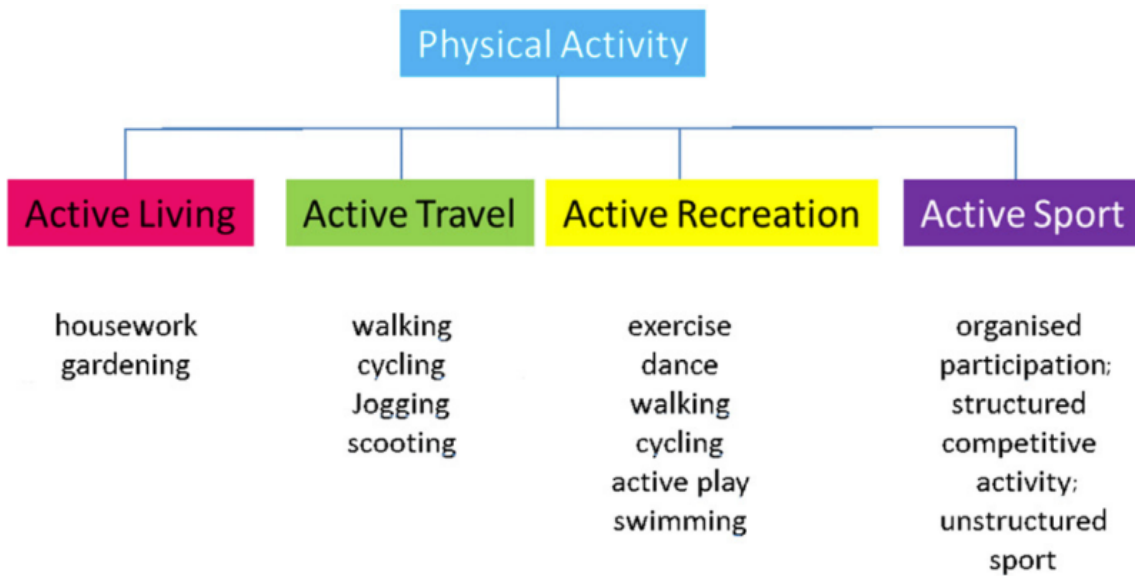 Physical Activity
Active Living
Active Travel
Active Recreation
Active Sport
housework
gardening
walking
cycling
Jogging
scooting
exercise
dance
walking
cycling
active play
swimming
organised
participation;
structured
competitive
activity;
unstructured
sport